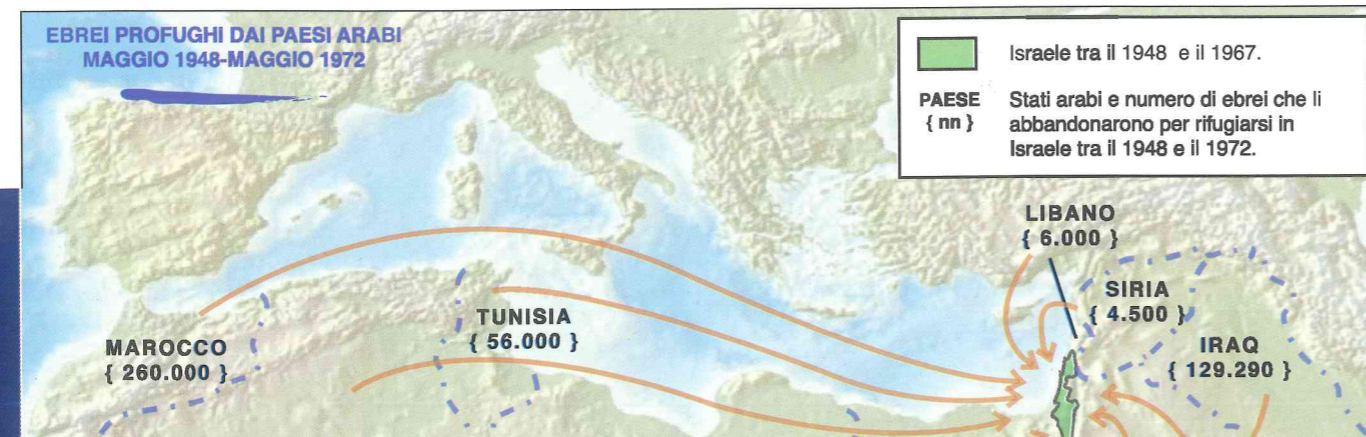 EBREI PROFUGHI DAI PAESI ARABI
MAGGIO 1948-MAGGIO 1972
Israele tra il 1948 e il 1967.
PAESE
{ nn }
Stati arabi e numero di ebrei che li
abbandonarono per rifugiarsi in
Israele tra il 1948 e il 1972.
LIBANO
{ 6.000 }
SIRIA
{ 4.500 }
TUNISIA
{ 56.000 }
MAROCCO
{ 260.000 }
IRAQ
{ 129.290 }